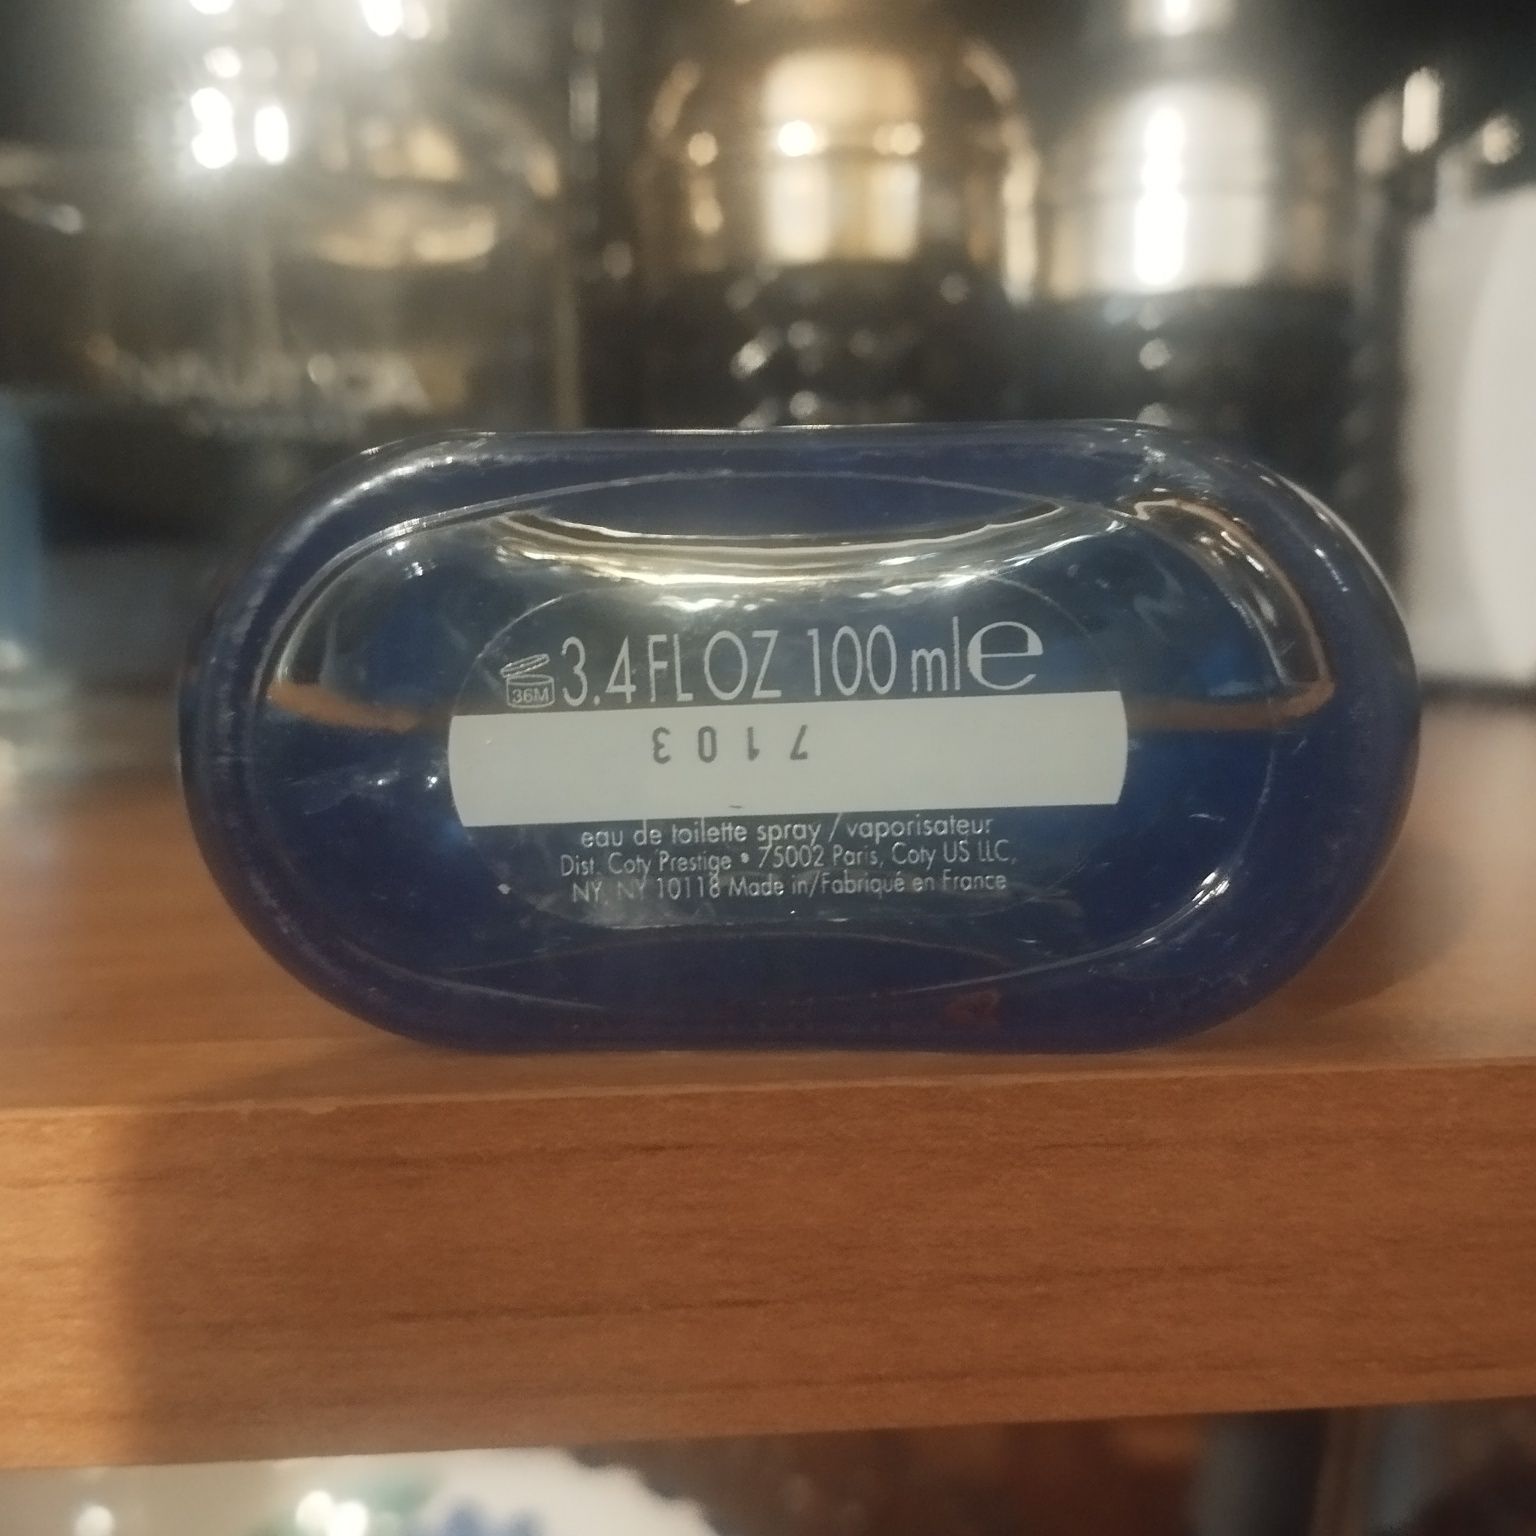 36M 3.4 FL OZ 100 ml e
7103
eau de toilette spray / vaporisateur
Dist. Coty Prestige • 75002 Paris, Coty US LLC,
NY, NY 10118 Made in/Fabriqué en France